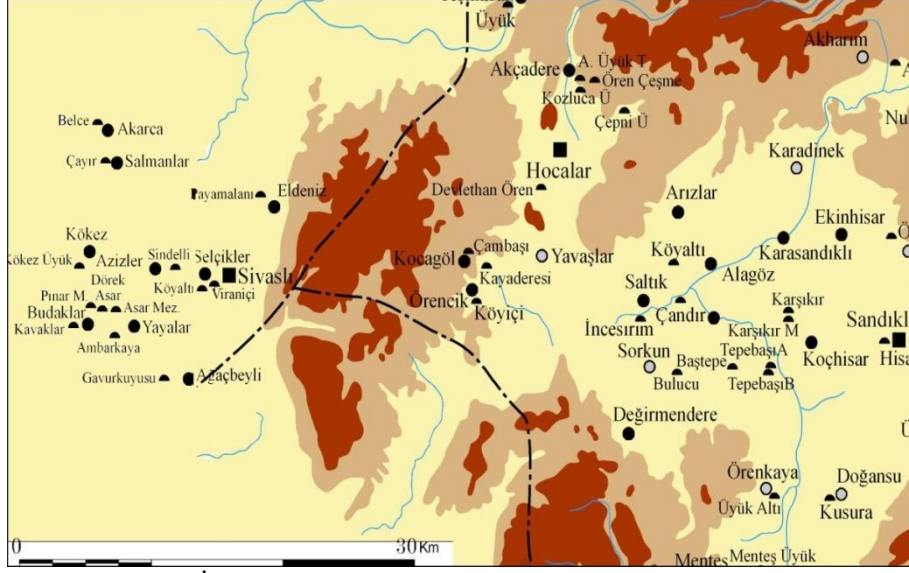 Üyük
Akharım
Akçadere
A. Üyük T
Ören Çeşme
Kozluca Ü
Çepni Ü
Belce
Akarca
Hocalar
Karadinek
Çayır
Salmanlar
Devlethan Ören
Payamalanı
Eldeniz
Arızlar
Ekinhisar
Kökez
Çambaşı
Yavaşlar
Köyaltı
Karasandıklı
Kökez Üyük
Azizler
Sindelli
Selçikler
Kocagöl
Kayaderesi
Alagöz
Dörek
Köyaltı
Viraniçi
Sivaslı
Saltık
Örencik
Köyiçi
Pınar M.
Asar
Asar Mez.
Çandır
Karşıkır
Budaklar
İncesırım
Karşıkır M
Kavaklar
Yayalar
Sorkun
Koçhisar
Ambarkaya
Baştepe
TepebaşıA
Gavurkuyusu
Ağaçbeyli
Bulucu
TepebaşıB
Değirmendere
Örenkaya
Doğansu
Üyük Altı
Kusura
0
30 Km
Menteş Üyük